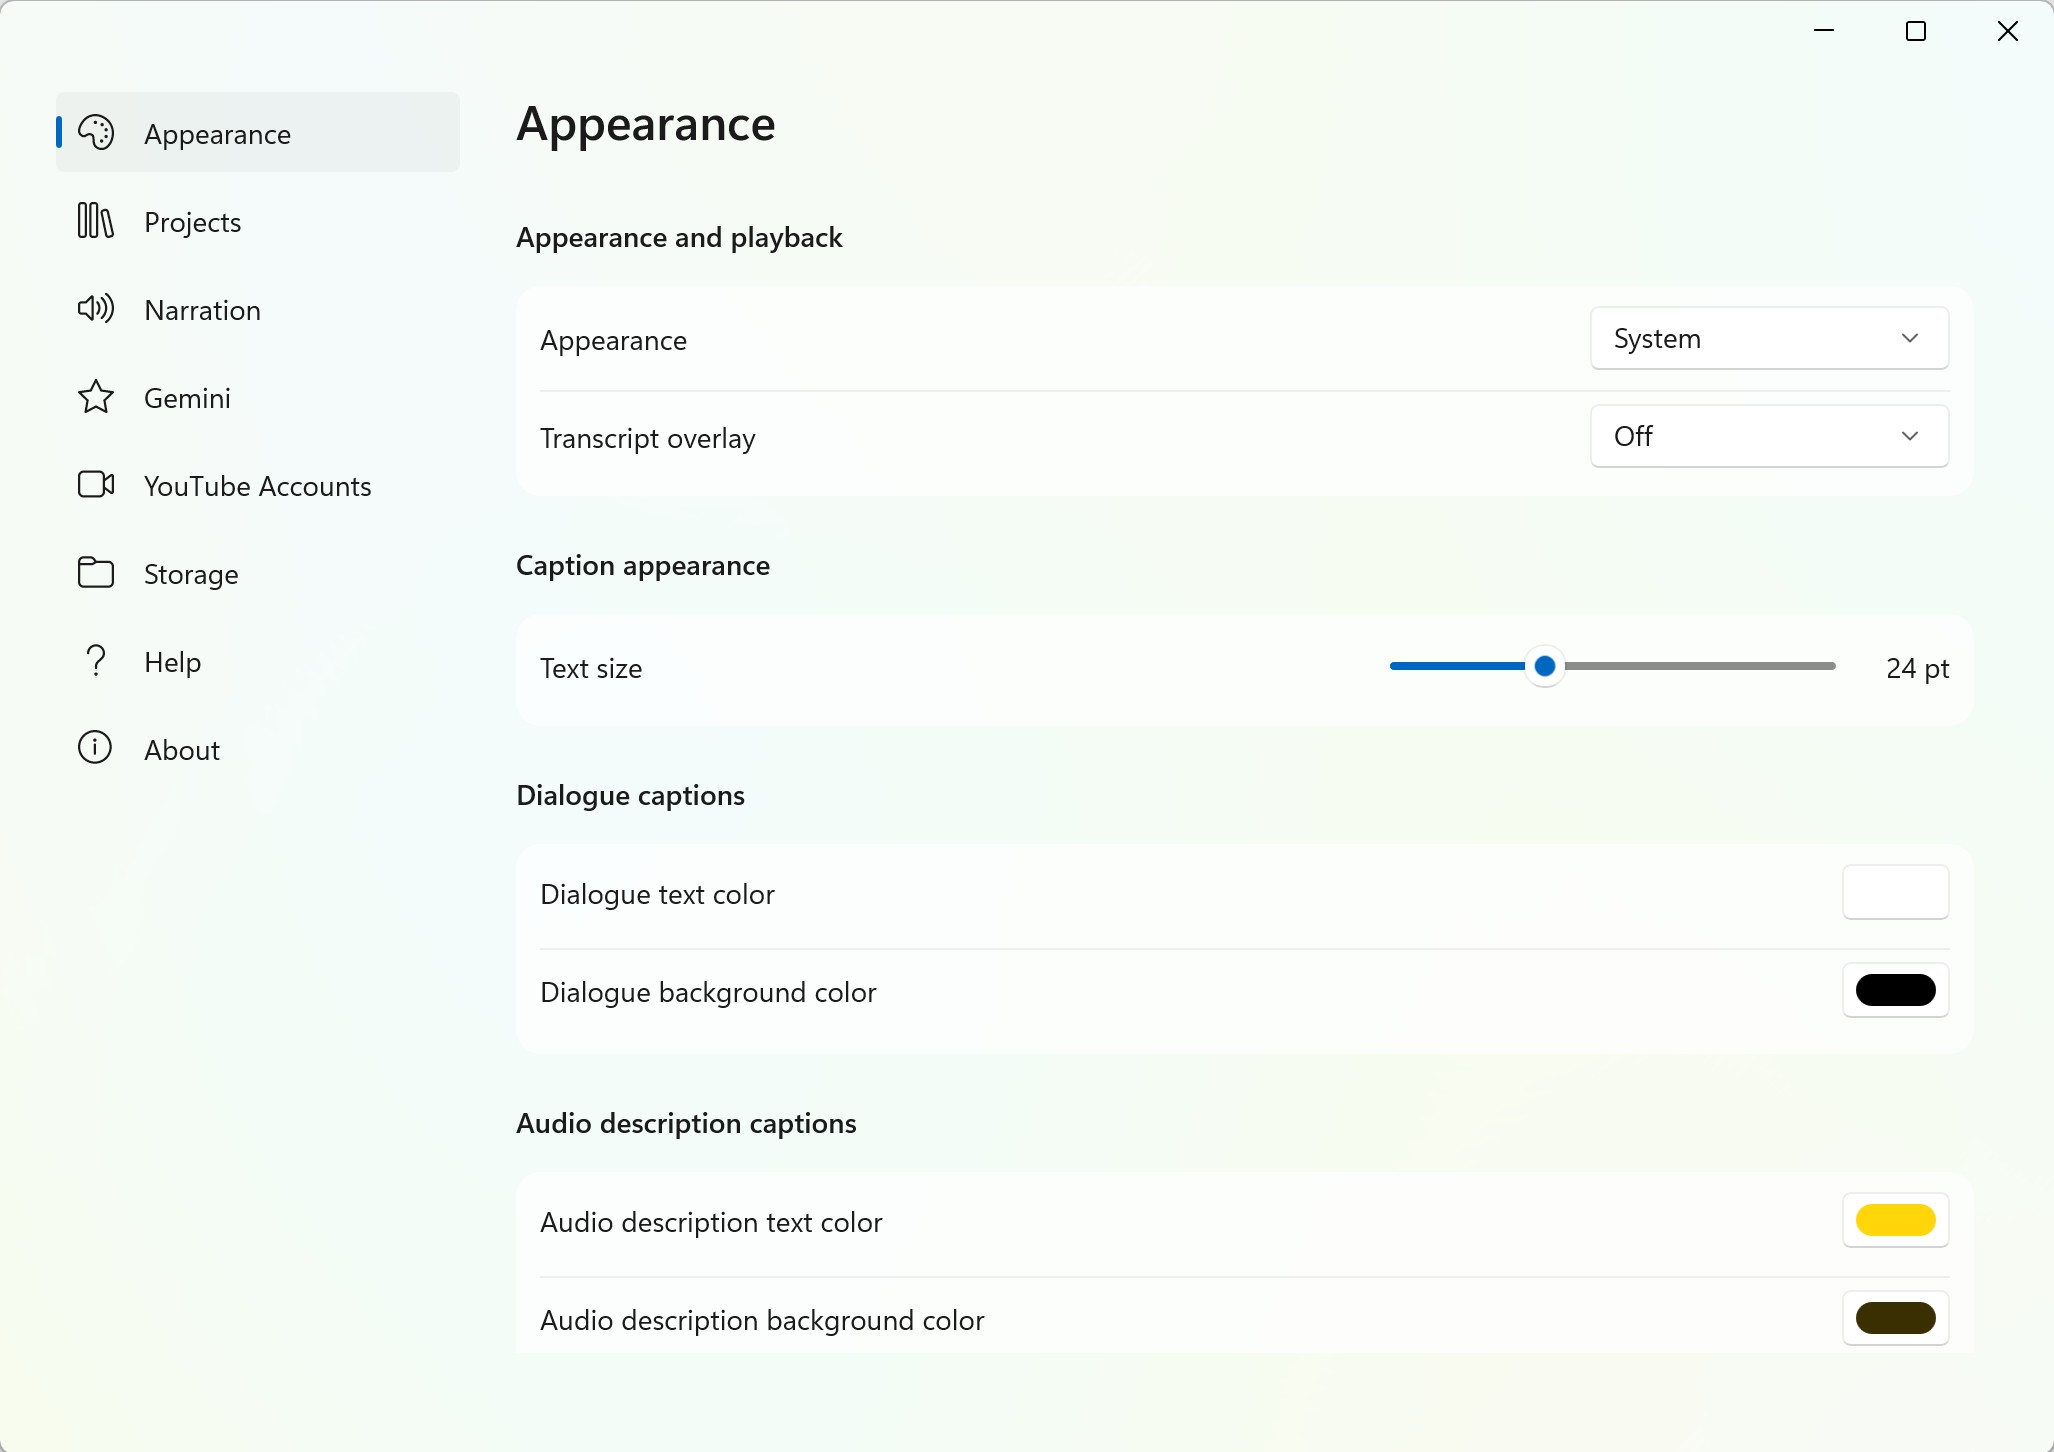 Appearance
Projects
Narration
Gemini
YouTube Accounts
Storage
Help
About
Appearance
Appearance and playback
Appearance
System
Transcript overlay
Off
Caption appearance
Text size
24 pt
Dialogue captions
Dialogue text color
Dialogue background color
Audio description captions
Audio description text color
Audio description background color